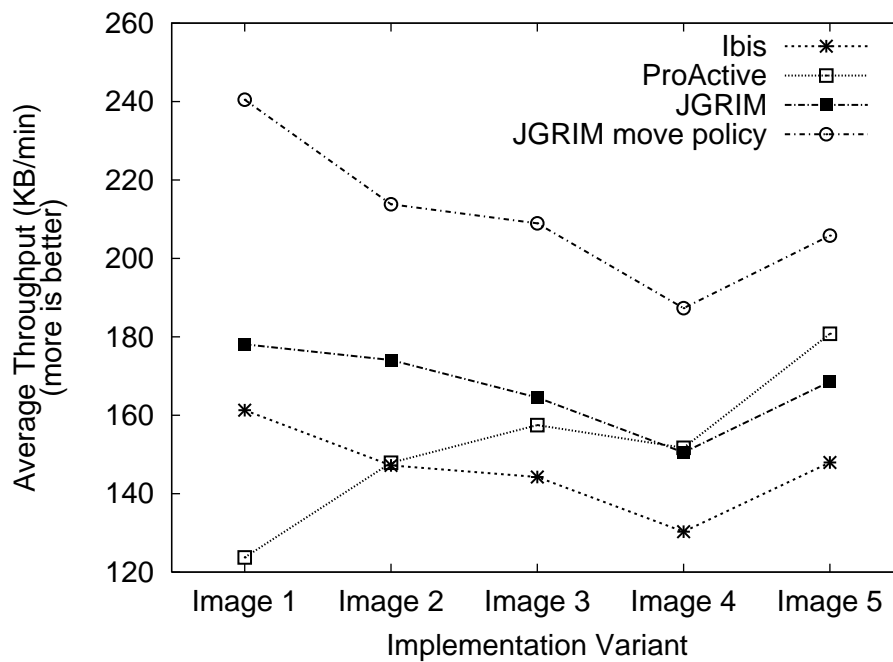 260
240
220
200
180
160
140
120
Average Throughput (KB/min)
(more is better)
Ibis
ProActive
JGRIM
JGRIM move policy
Image 1 Image 2 Image 3 Image 4 Image 5
Implementation Variant